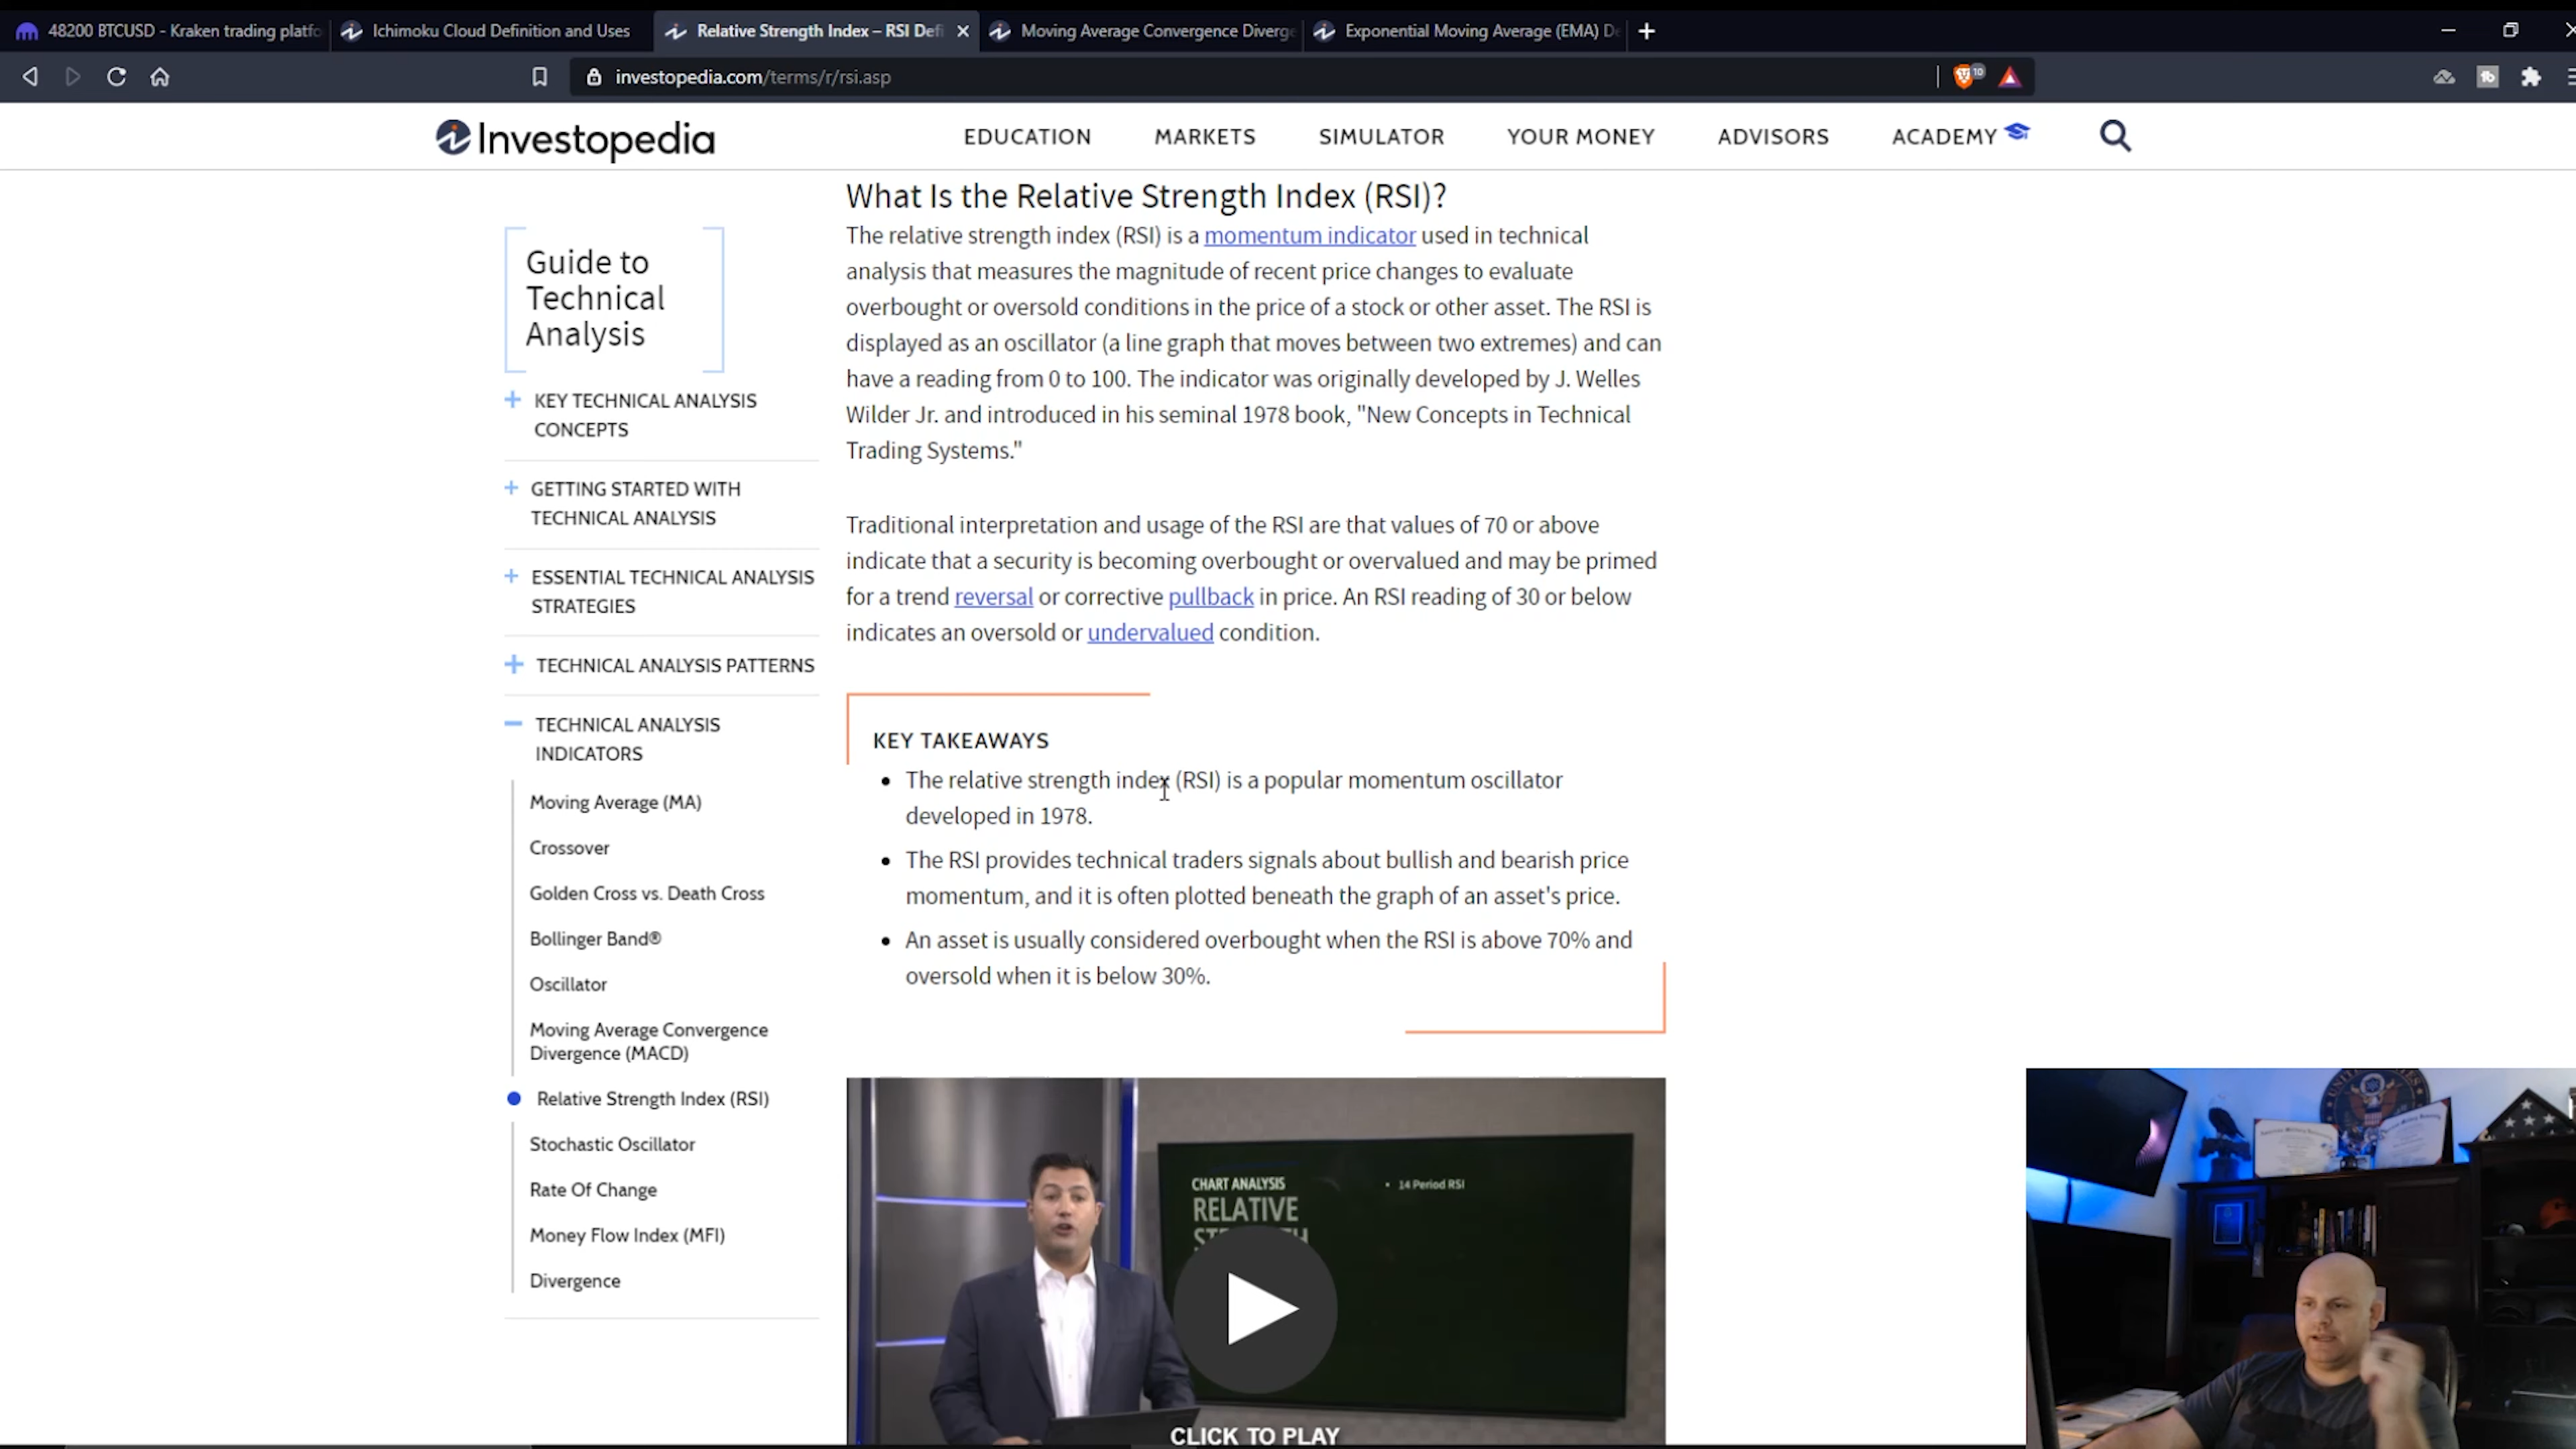 48200 BTCUSD - Kraken trading platfo
Ichimoku Cloud Definition and Uses
Relative Strength Index – RSI Defi
Moving Average Convergence Diverge
Exponential Moving Average (EMA) De
investopedia.com/terms/r/rsi.asp
10
Investopedia
EDUCATION
MARKETS
SIMULATOR
YOUR MONEY
ADVISORS
ACADEMY
Guide to
Technical
Analysis
+ KEY TECHNICAL ANALYSIS
CONCEPTS
+ GETTING STARTED WITH
TECHNICAL ANALYSIS
+ ESSENTIAL TECHNICAL ANALYSIS
STRATEGIES
+ TECHNICAL ANALYSIS PATTERNS
− TECHNICAL ANALYSIS
INDICATORS
Moving Average (MA)
Crossover
Golden Cross vs. Death Cross
Bollinger Band®
Oscillator
Moving Average Convergence
Divergence (MACD)
Relative Strength Index (RSI)
Stochastic Oscillator
Rate Of Change
Money Flow Index (MFI)
Divergence
What Is the Relative Strength Index (RSI)?
The relative strength index (RSI) is a momentum indicator used in technical
analysis that measures the magnitude of recent price changes to evaluate
overbought or oversold conditions in the price of a stock or other asset. The RSI is
displayed as an oscillator (a line graph that moves between two extremes) and can
have a reading from 0 to 100. The indicator was originally developed by J. Welles
Wilder Jr. and introduced in his seminal 1978 book, "New Concepts in Technical
Trading Systems."
Traditional interpretation and usage of the RSI are that values of 70 or above
indicate that a security is becoming overbought or overvalued and may be primed
for a trend reversal or corrective pullback in price. An RSI reading of 30 or below
indicates an oversold or undervalued condition.
KEY TAKEAWAYS
• The relative strength index (RSI) is a popular momentum oscillator
developed in 1978.
• The RSI provides technical traders signals about bullish and bearish price
momentum, and it is often plotted beneath the graph of an asset's price.
• An asset is usually considered overbought when the RSI is above 70% and
oversold when it is below 30%.
CHART ANALYSIS
RELATIVE
STRENGTH
• 14 Period RSI
CLICK TO PLAY